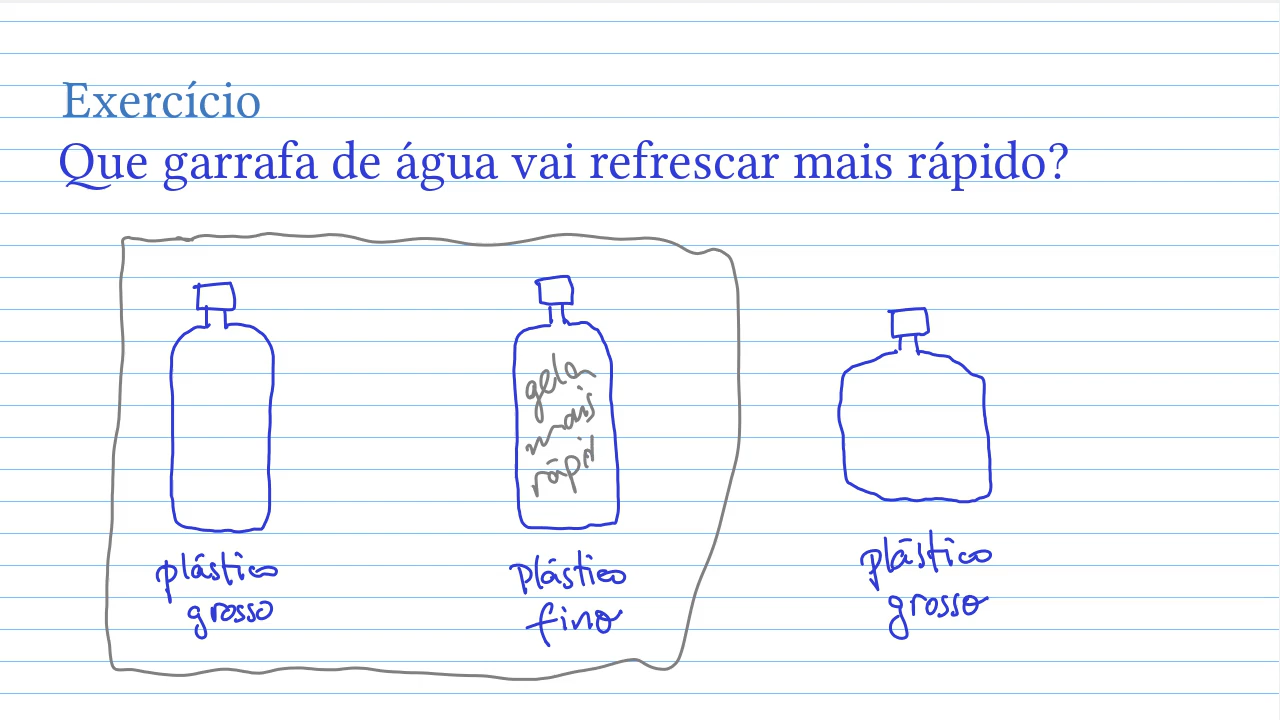 Exercício
Que garrafa de água vai refrescar mais rápido?
gela
mais
rápid
plástico
grosso
plástico
fino
plástico
grosso